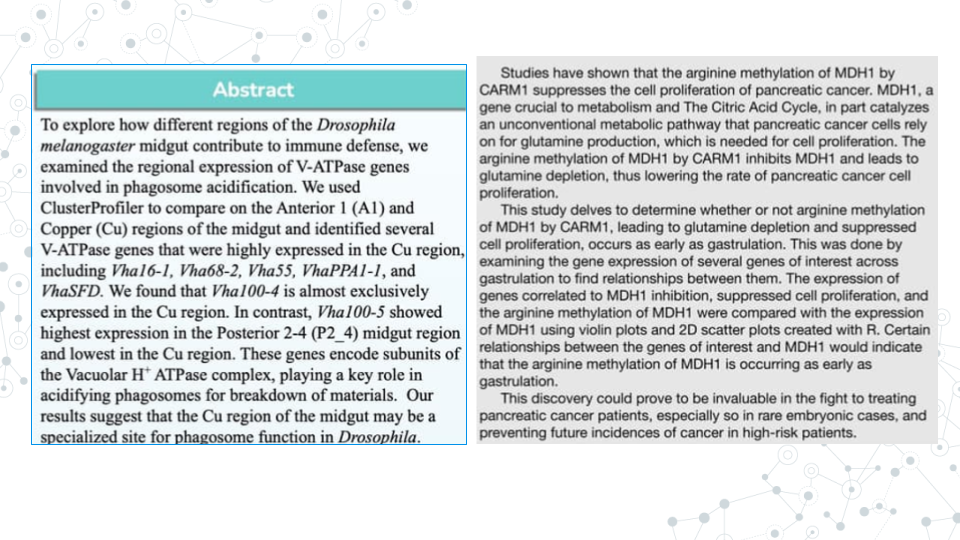 Abstract
To explore how different regions of the Drosophila
melanogaster midgut contribute to immune defense, we
examined the regional expression of V-ATPase genes
involved in phagosome acidification. We used
ClusterProfiler to compare on the Anterior 1 (A1) and
Copper (Cu) regions of the midgut and identified several
V-ATPase genes that were highly expressed in the Cu region,
including Vha16-1, Vha68-2, Vha55, VhaPPA1-1, and
VhaSFD. We found that Vha100-4 is almost exclusively
expressed in the Cu region. In contrast, Vha100-5 showed
highest expression in the Posterior 2-4 (P2_4) midgut region
and lowest in the Cu region. These genes encode subunits of
the Vacuolar H⁺ ATPase complex, playing a key role in
acidifying phagosomes for breakdown of materials. Our
results suggest that the Cu region of the midgut may be a
specialized site for phagosome function in Drosophila.
Studies have shown that the arginine methylation of MDH1 by
CARM1 suppresses the cell proliferation of pancreatic cancer. MDH1, a
gene crucial to metabolism and The Citric Acid Cycle, in part catalyzes
an unconventional metabolic pathway that pancreatic cancer cells rely
on for glutamine production, which is needed for cell proliferation. The
arginine methylation of MDH1 by CARM1 inhibits MDH1 and leads to
glutamine depletion, thus lowering the rate of pancreatic cancer cell
proliferation.
This study delves to determine whether or not arginine methylation
of MDH1 by CARM1, leading to glutamine depletion and suppressed
cell proliferation, occurs as early as gastrulation. This was done by
examining the gene expression of several genes of interest across
gastrulation to find relationships between them. The expression of
genes correlated to MDH1 inhibition, suppressed cell proliferation, and
the arginine methylation of MDH1 were compared with the expression
of MDH1 using violin plots and 2D scatter plots created with R. Certain
relationships between the genes of interest and MDH1 would indicate
that the arginine methylation of MDH1 is occurring as early as
gastrulation.
This discovery could prove to be invaluable in the fight to treating
pancreatic cancer patients, especially so in rare embryonic cases, and
preventing future incidences of cancer in high-risk patients.